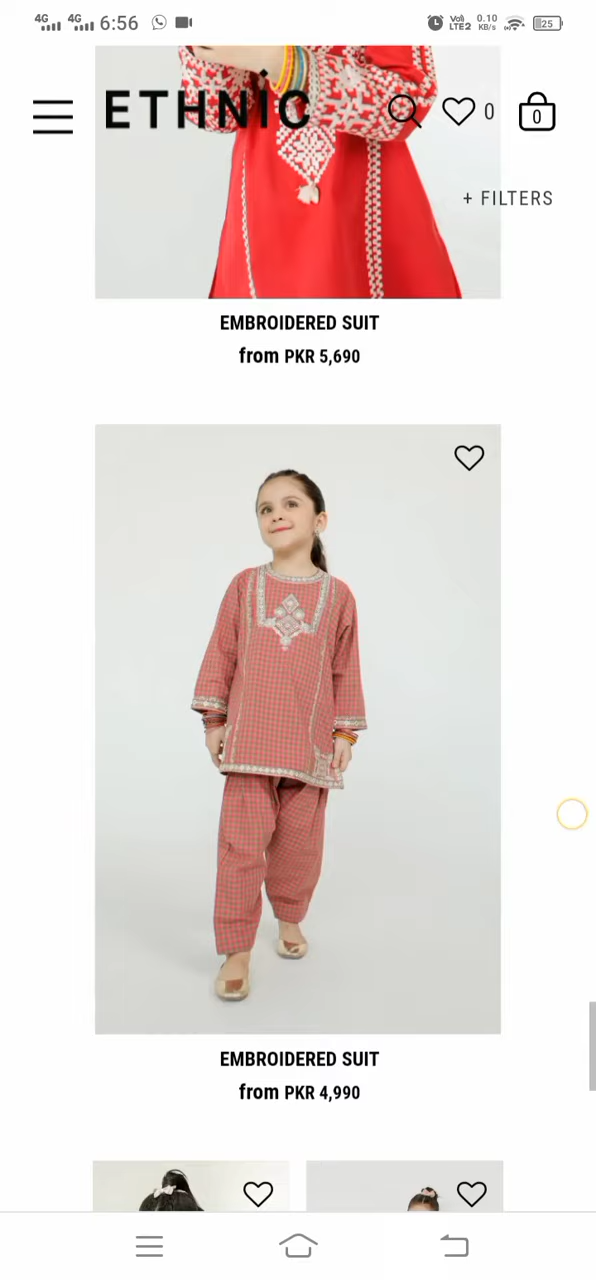 4G 4G 6:56 Vo) LTE2 0.10 KB/s 25
ETHNIC 0 0
+ FILTERS
EMBROIDERED SUIT
from PKR 5,690
EMBROIDERED SUIT
from PKR 4,990